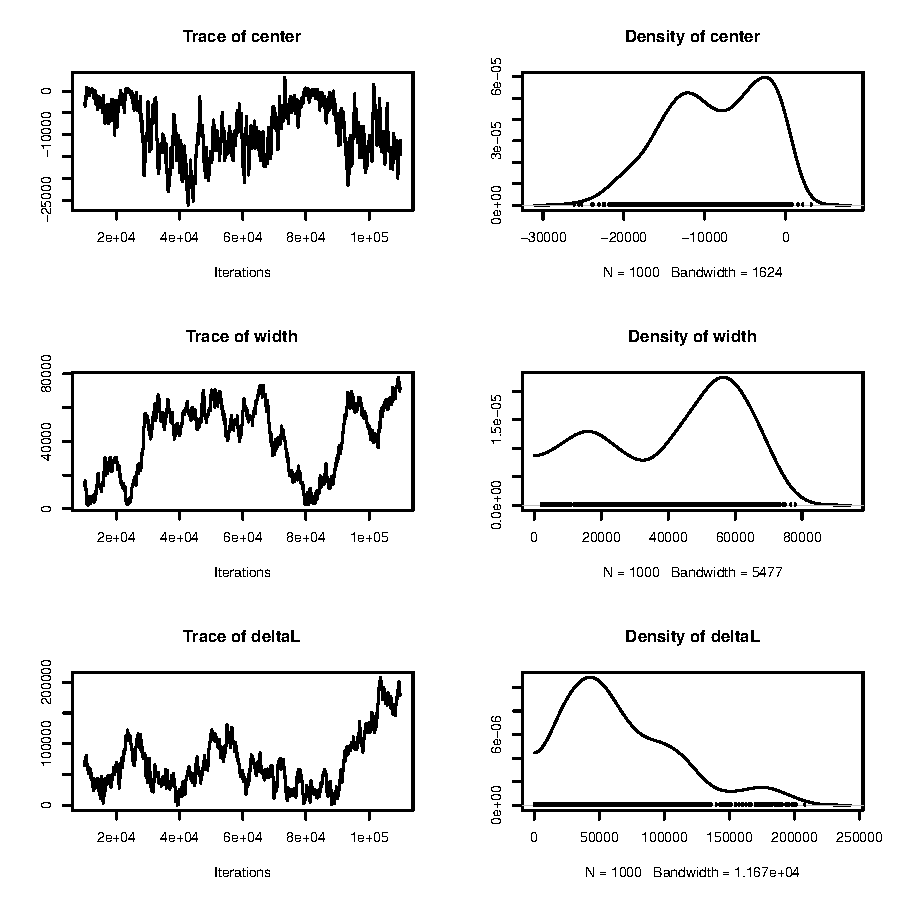 Trace of center
Density of center
0
−10000
−25000
2e+04 4e+04 6e+04 8e+04 1e+05
Iterations
6e−05
3e−05
0e+00
−30000 −20000 −10000 0
N = 1000 Bandwidth = 1624
Trace of width
Density of width
80000
40000
0
2e+04 4e+04 6e+04 8e+04 1e+05
Iterations
1.5e−05
0.0e+00
0 20000 40000 60000 80000
N = 1000 Bandwidth = 5477
Trace of deltaL
Density of deltaL
200000
100000
0
2e+04 4e+04 6e+04 8e+04 1e+05
Iterations
6e−06
0e+00
0 50000 100000 150000 200000 250000
N = 1000 Bandwidth = 1.167e+04